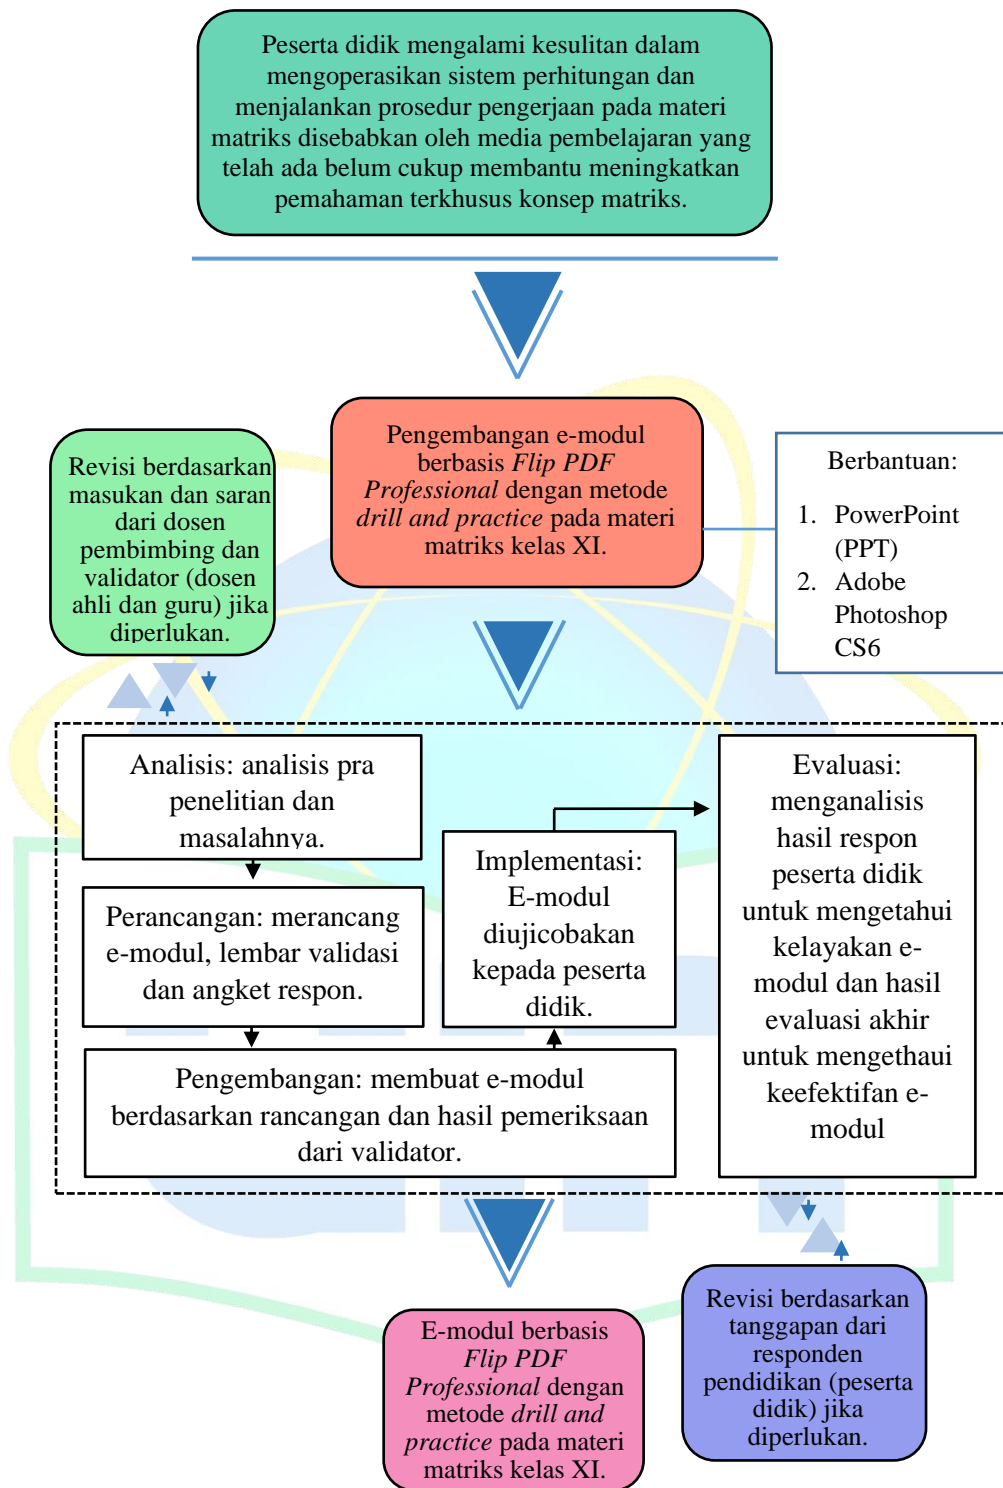 Peserta didik mengalami kesulitan dalam
mengoperasikan sistem perhitungan dan
menjalankan prosedur pengerjaan pada materi
matriks disebabkan oleh media pembelajaran yang
telah ada belum cukup membantu meningkatkan
pemahaman terkhusus konsep matriks.
Pengembangan e-modul
berbasis Flip PDF
Professional dengan metode
drill and practice pada materi
matriks kelas XI.
Revisi berdasarkan
masukan dan saran
dari dosen
pembimbing dan
validator (dosen
ahli dan guru) jika
diperlukan.
Berbantuan:
1. PowerPoint
(PPT)
2. Adobe
Photoshop
CS6
Analisis: analisis pra
penelitian dan
masalahnya.
Perancangan: merancang
e-modul, lembar validasi
dan angket respon.
Pengembangan: membuat e-modul
berdasarkan rancangan dan hasil pemeriksaan
dari validator.
Implementasi:
E-modul
diujicobakan
kepada peserta
didik.
Evaluasi:
menganalisis
hasil respon
peserta didik
untuk mengetahui
kelayakan e-
modul dan hasil
evaluasi akhir
untuk mengethaui
keefektifan e-
modul
E-modul berbasis
Flip PDF
Professional dengan
metode drill and
practice pada materi
matriks kelas XI.
Revisi berdasarkan
tanggapan dari
responden
pendidikan (peserta
didik) jika
diperlukan.